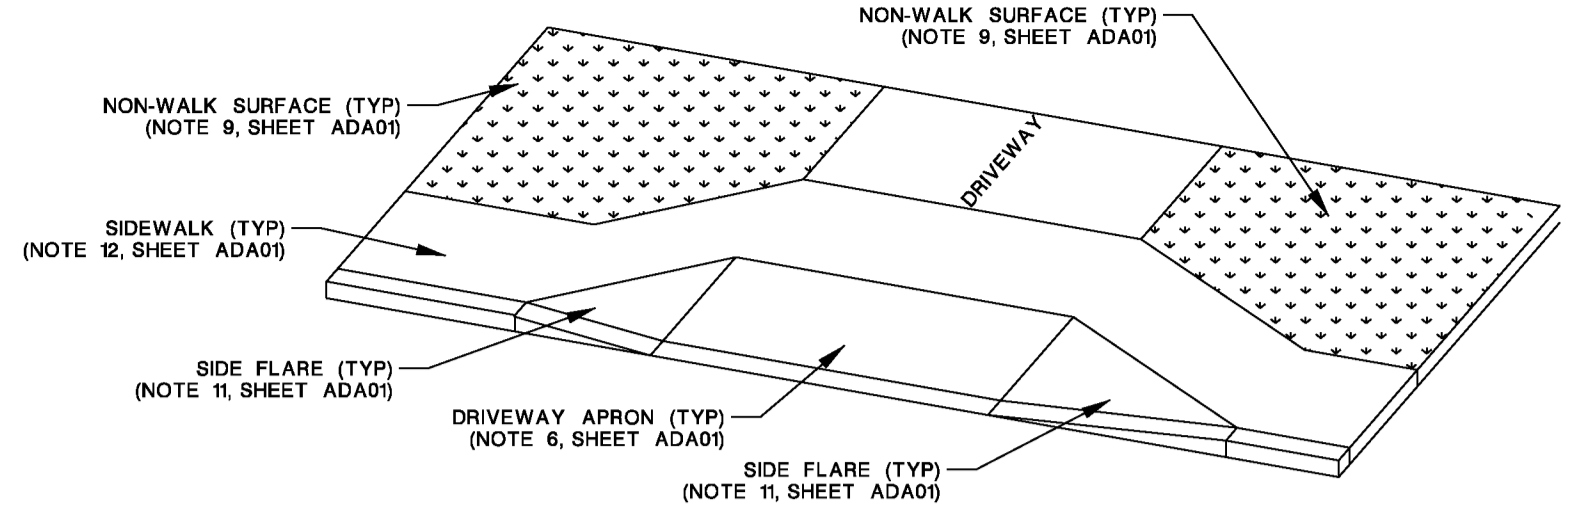 NON-WALK SURFACE (TYP)
(NOTE 9, SHEET ADA01)
NON-WALK SURFACE (TYP)
(NOTE 9, SHEET ADA01)
DRIVEWAY
SIDEWALK (TYP)
(NOTE 12, SHEET ADA01)
SIDE FLARE (TYP)
(NOTE 11, SHEET ADA01)
DRIVEWAY APRON (TYP)
(NOTE 6, SHEET ADA01)
SIDE FLARE (TYP)
(NOTE 11, SHEET ADA01)